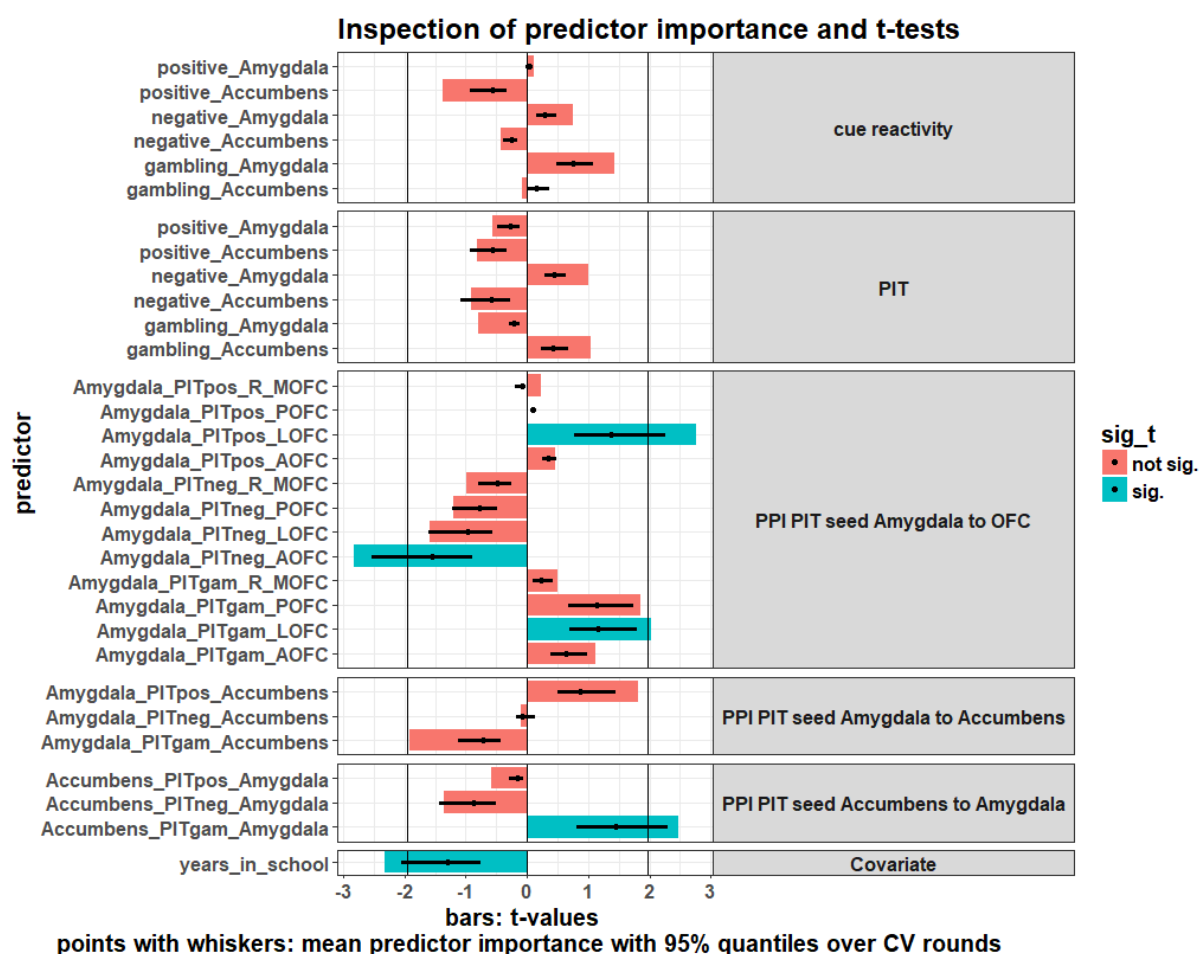 Inspection of predictor importance and t-tests
positive_Amygdala
positive_Accumbens
negative_Amygdala
negative_Accumbens
gambling_Amygdala
gambling_Accumbens
cue reactivity
positive_Amygdala
positive_Accumbens
negative_Amygdala
negative_Accumbens
gambling_Amygdala
gambling_Accumbens
PIT
Amygdala_PITpos_R_MOFC
Amygdala_PITpos_POFC
Amygdala_PITpos_LOFC
Amygdala_PITpos_AOFC
Amygdala_PITneg_R_MOFC
Amygdala_PITneg_POFC
Amygdala_PITneg_LOFC
Amygdala_PITneg_AOFC
Amygdala_PITgam_R_MOFC
Amygdala_PITgam_POFC
Amygdala_PITgam_LOFC
Amygdala_PITgam_AOFC
PPI PIT seed Amygdala to OFC
Amygdala_PITpos_Accumbens
Amygdala_PITneg_Accumbens
Amygdala_PITgam_Accumbens
PPI PIT seed Amygdala to Accumbens
Accumbens_PITpos_Amygdala
Accumbens_PITneg_Amygdala
Accumbens_PITgam_Amygdala
PPI PIT seed Accumbens to Amygdala
years_in_school
Covariate
-3 -2 -1 0 1 2 3
bars: t-values
points with whiskers: mean predictor importance with 95% quantiles over CV rounds
predictor
sig_t
not sig.
sig.